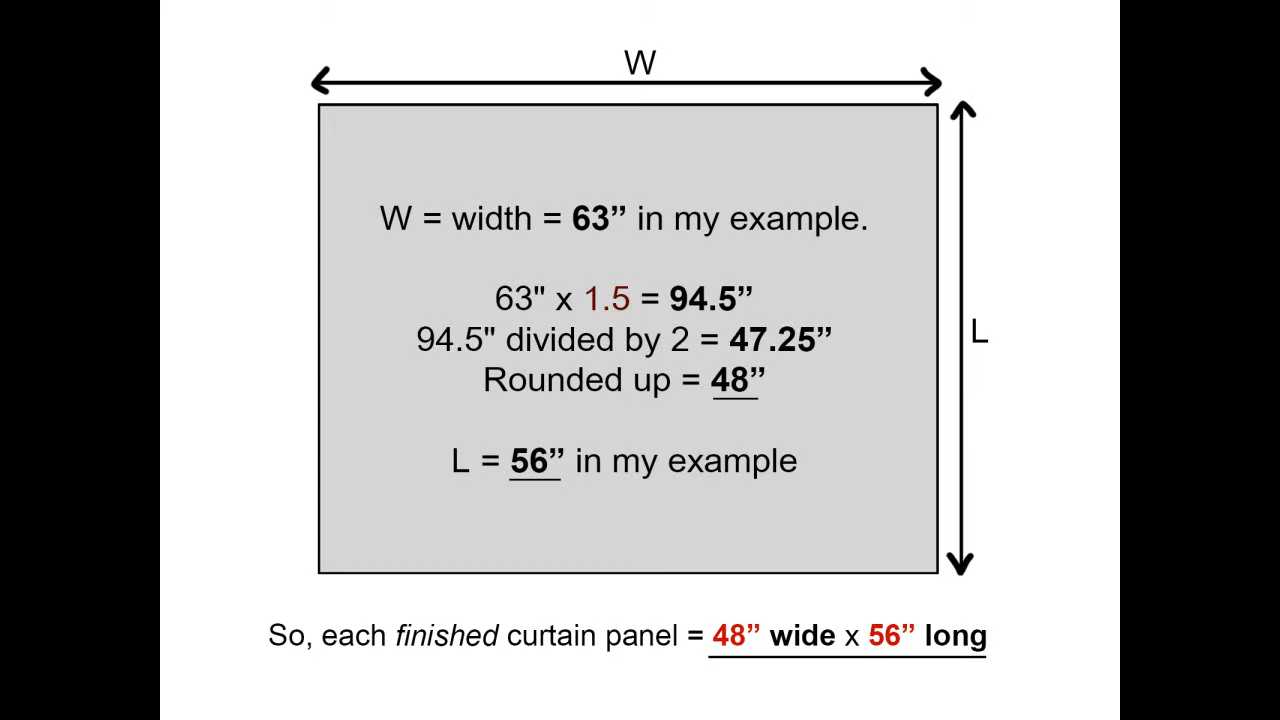 W
W = width = 63” in my example.
63" x 1.5 = 94.5”
94.5" divided by 2 = 47.25”
L
Rounded up = 48”
L = 56” in my example
So, each finished curtain panel = 48” wide x 56” long